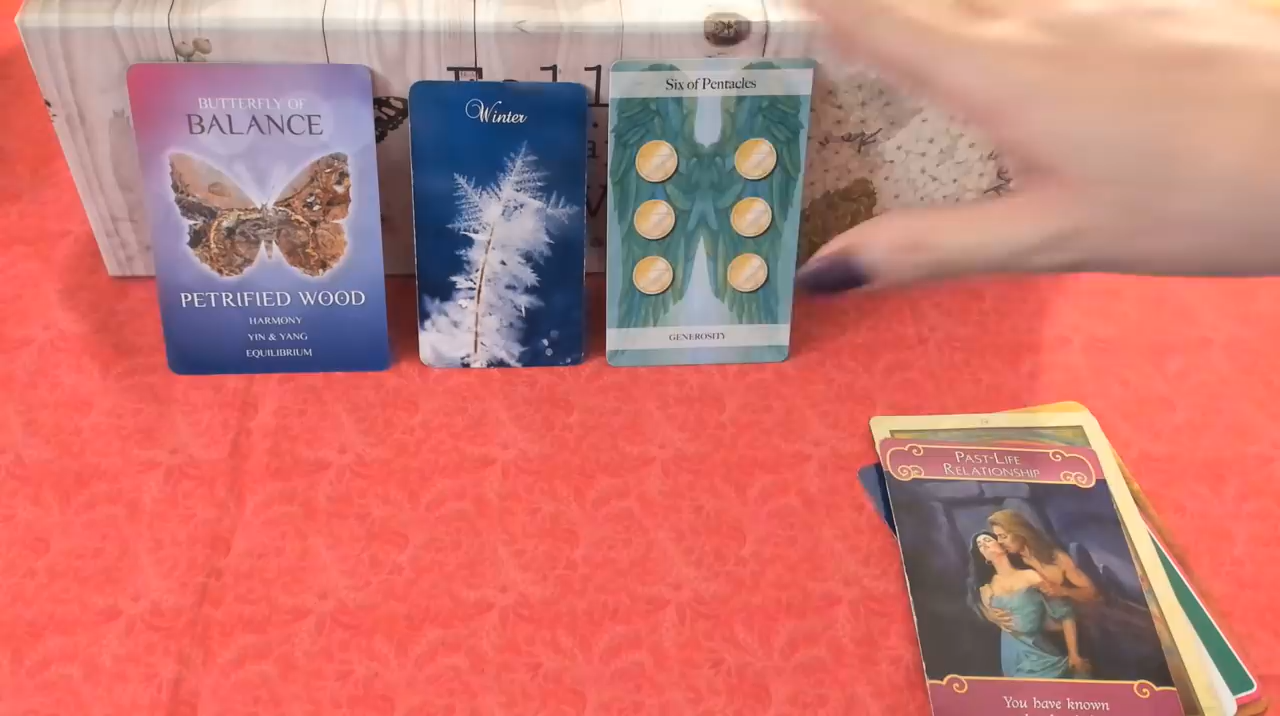 BUTTERFLY OF
BALANCE
PETRIFIED WOOD
HARMONY
YIN & YANG
EQUILIBRIUM
Winter
Six of Pentacles
GENEROSITY
PAST-LIFE
RELATIONSHIP
You have known